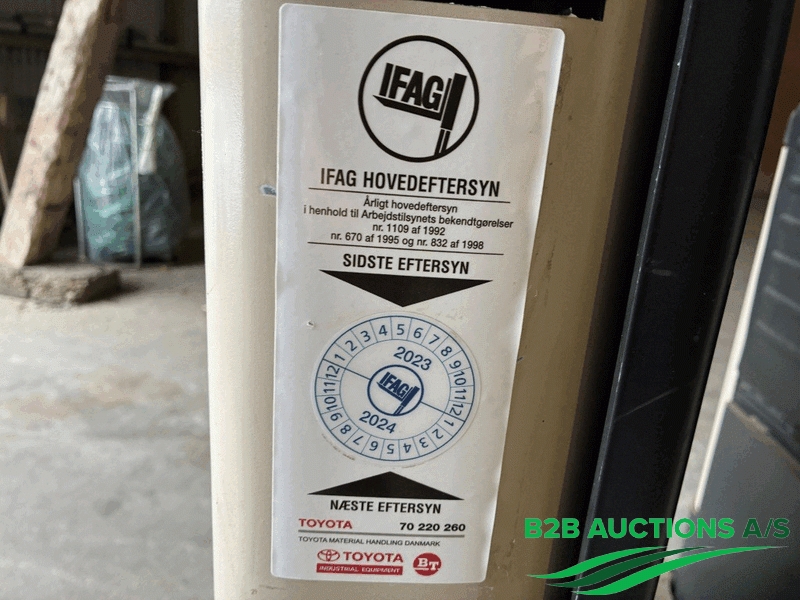 IFAG
IFAG HOVEDEFTERSYN
Årligt hovedeftersyn
i henhold til Arbejdstilsynets bekendtgørelser
nr. 1109 af 1992
nr. 670 af 1995 og nr. 832 af 1998
SIDSTE EFTERSYN
1 2 3 4 5 6 7 8 9 10 11 12
2023
IFAG
2024
1 2 3 4 5 6 7 8 9 10 11 12
NÆSTE EFTERSYN
TOYOTA 70 220 260
TOYOTA MATERIAL HANDLING DANMARK
TOYOTA BT
INDUSTRIAL EQUIPMENT
B2B AUCTIONS A/S